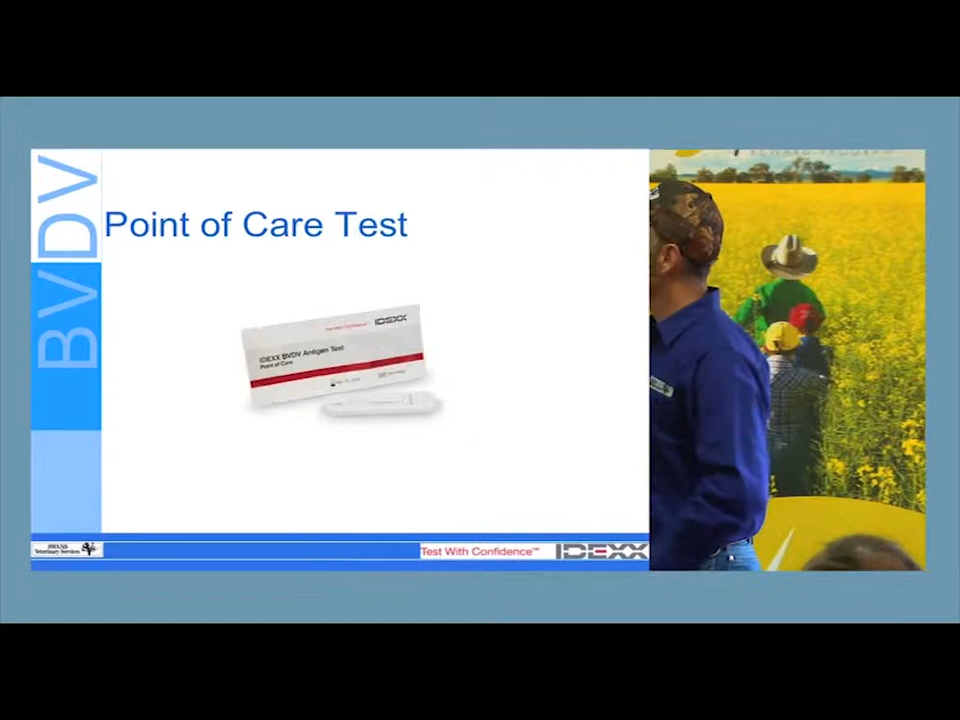 BVDV
Point of Care Test
IDEXX
IDEXX BVDV Antigen Test
Point of Care
SWANS
Veterinary Services
Test With Confidence™
IDEXX